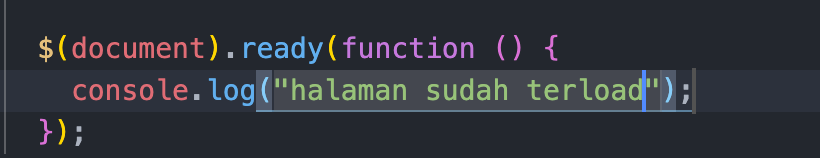 $(document).ready(function () {
  console.log("halaman sudah terload");
});